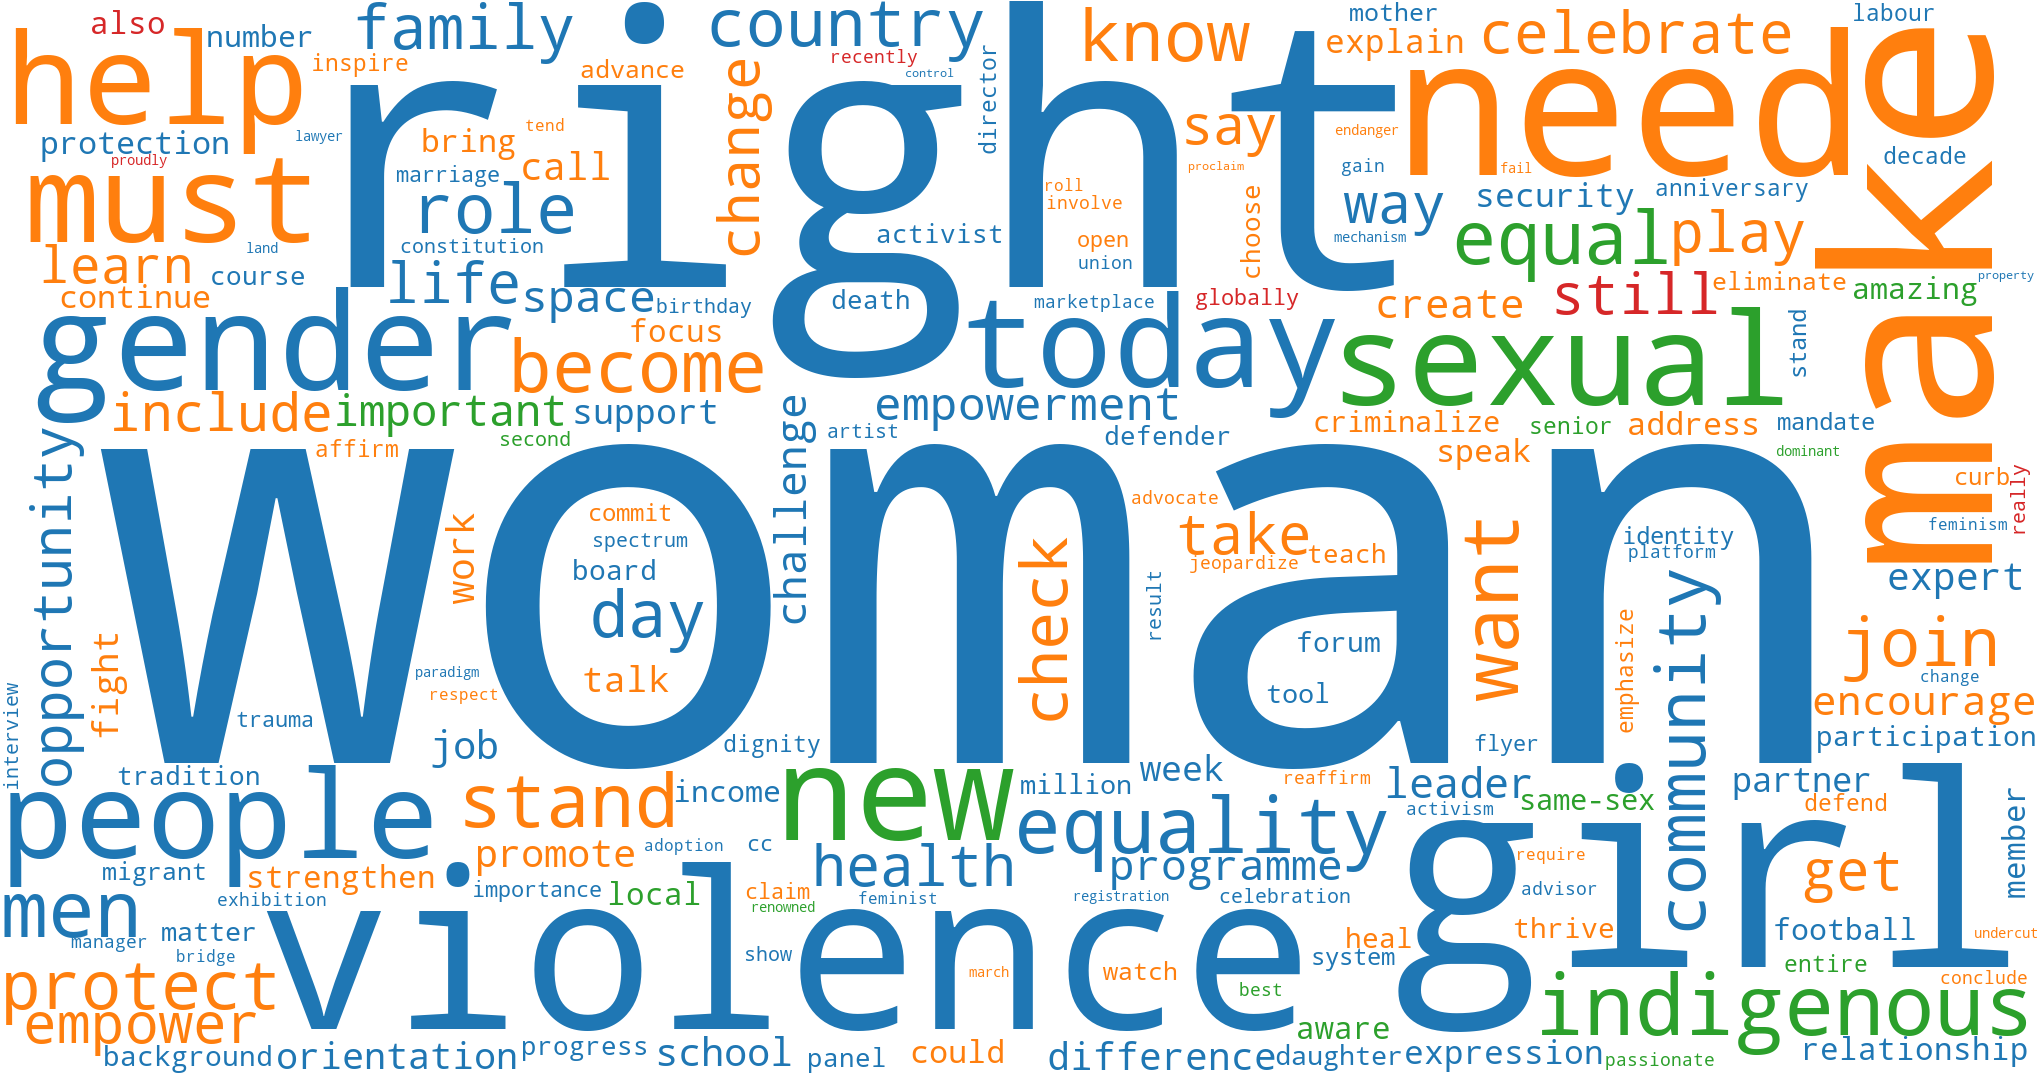 also
number
family
country
know
mother
explain
celebrate
labour
help
inspire
advance
recently
control
director
right
change
say
need
make
protection
lawyer
proudly
bring
tend
call
marriage
endanger
proclaim
gain
fail
decade
must
role
roll
involve
choose
way
security
anniversary
land
constitution
activist
open
union
mechanism
equal
play
learn
course
continue
life
space
birthday
death
marketplace
globally
create
still
eliminate
amazing
property
gender
focus
become
today
sexual
stand
include
important
support
empowerment
criminalize
senior
address
mandate
affirm
second
challenge
artist
defender
speak
dominant
curb
really
opportunity
woman
commit
spectrum
board
day
talk
work
advocate
take
jeopardize
teach
want
identity
platform
feminism
expert
check
result
forum
tool
emphasize
community
join
change
encourage
participation
fight
paradigm
respect
interview
trauma
job
dignity
flyer
tradition
people
stand
income
new
million
week
reaffirm
leader
activism
same-sex
partner
defend
member
equality
girl
migrant
strengthen
promote
adoption
cc
health
programme
require
get
men
exhibition
importance
local
claim
renowned
feminist
registration
celebration
advisor
matter
manager
bridge
violence
show
march
watch
heal
system
thrive
football
undercut
entire
conclude
protect
empower
best
aware
indigenous
background
orientation
progress
school
panel
could
difference
daughter
expression
passionate
relationship